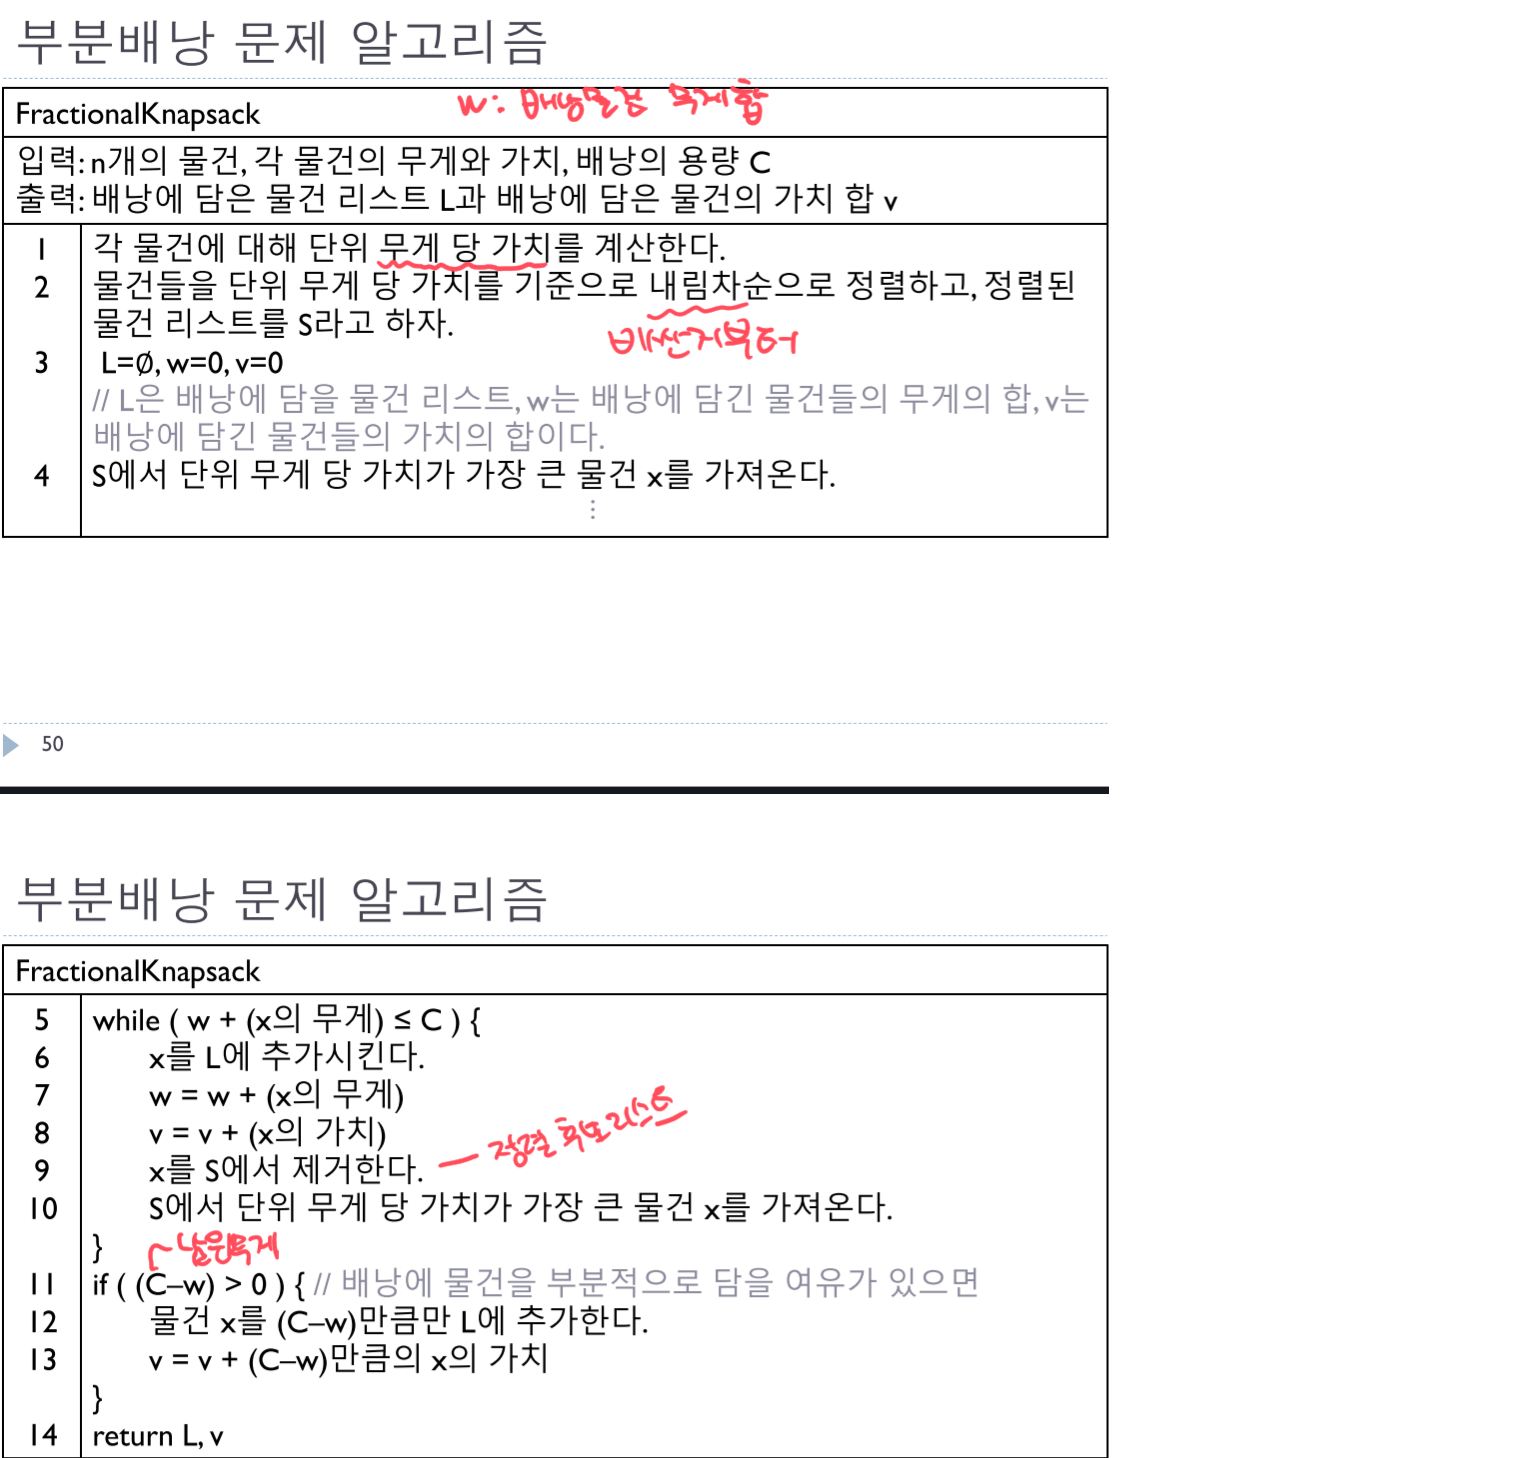 부분배낭 문제 알고리즘
w: 배낭물건 무게합
FractionalKnapsack
입력: n개의 물건, 각 물건의 무게와 가치, 배낭의 용량 C
출력: 배낭에 담은 물건 리스트 L과 배낭에 담은 물건의 가치 합 v
1 각 물건에 대해 단위 무게 당 가치를 계산한다.
2 물건들을 단위 무게 당 가치를 기준으로 내림차순으로 정렬하고, 정렬된
물건 리스트를 S라고 하자.
비싼거부터
3 L=∅, w=0, v=0
// L은 배낭에 담을 물건 리스트, w는 배낭에 담긴 물건들의 무게의 합, v는
배낭에 담긴 물건들의 가치의 합이다.
4 S에서 단위 무게 당 가치가 가장 큰 물건 x를 가져온다.
⋮
50
부분배낭 문제 알고리즘
FractionalKnapsack
5 while ( w + (x의 무게) ≤ C ) {
6 x를 L에 추가시킨다.
7 w = w + (x의 무게)
8 v = v + (x의 가치)
9 x를 S에서 제거한다. — 정렬 후보 리스트
10 S에서 단위 무게 당 가치가 가장 큰 물건 x를 가져온다.
}
남은무게
11 if ( (C–w) > 0 ) { // 배낭에 물건을 부분적으로 담을 여유가 있으면
12 물건 x를 (C–w)만큼만 L에 추가한다.
13 v = v + (C–w)만큼의 x의 가치
}
14 return L, v